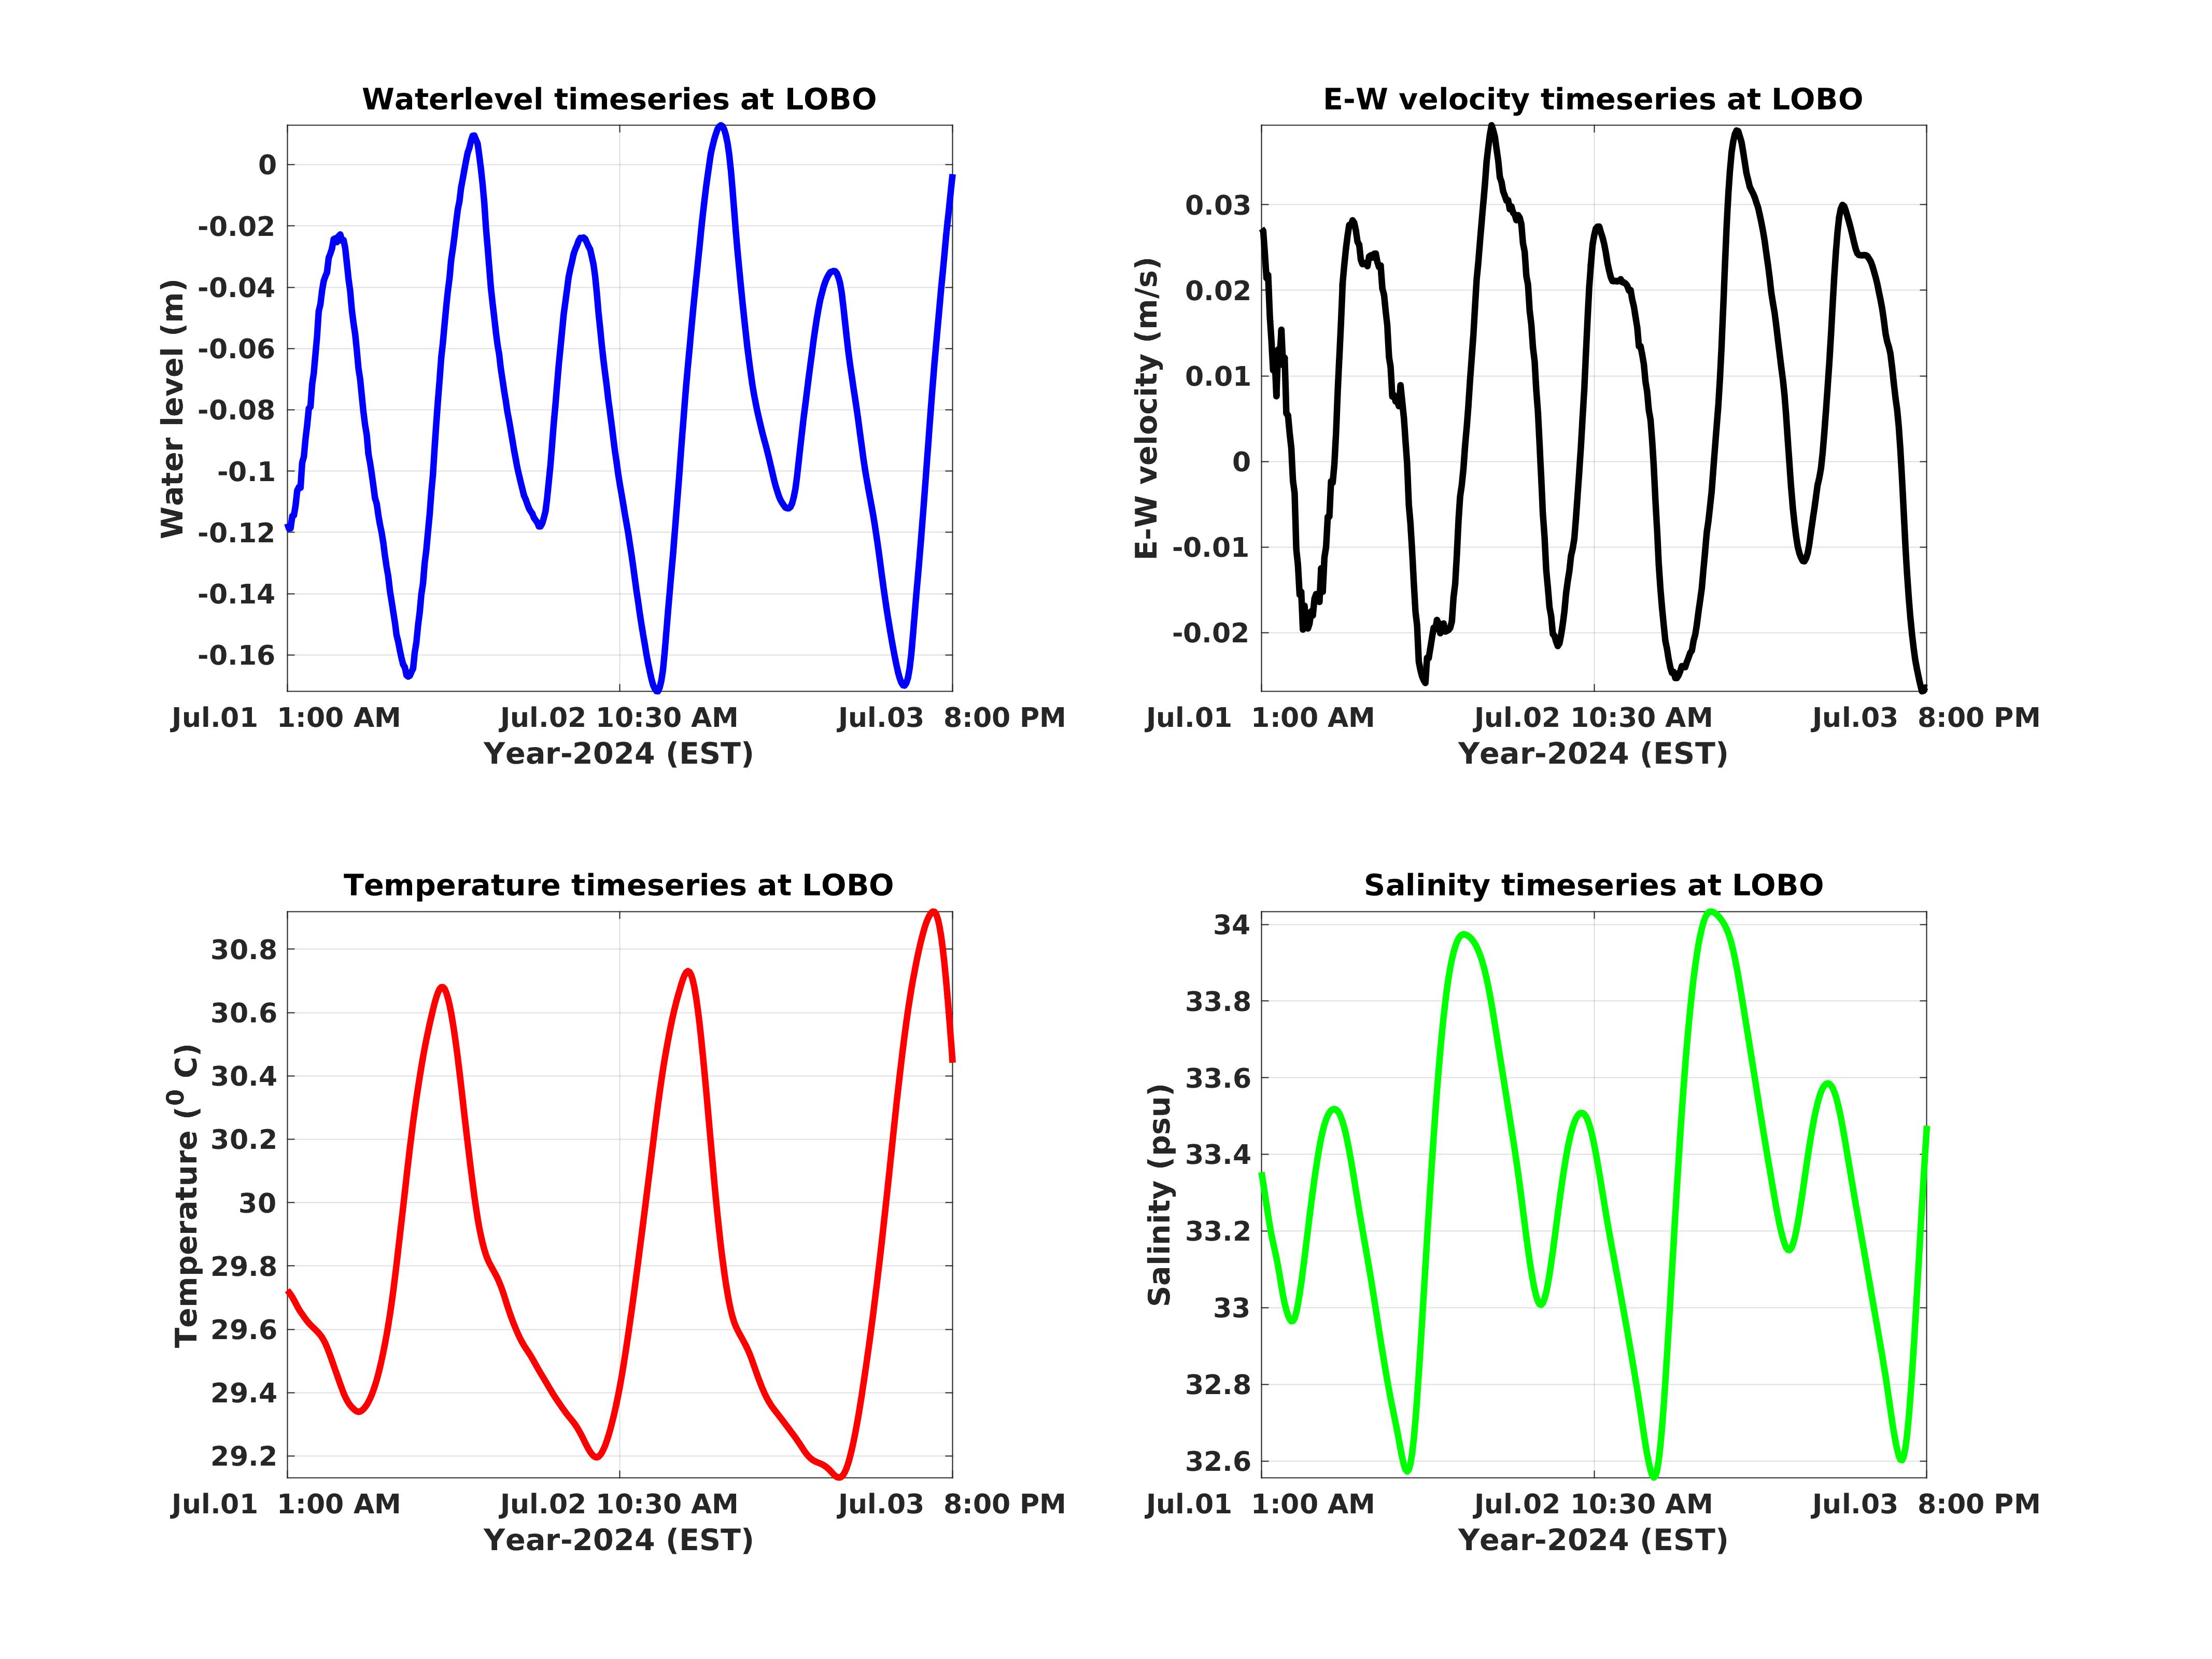 Waterlevel timeseries at LOBO
Water level (m)
0
-0.02
-0.04
-0.06
-0.08
-0.1
-0.12
-0.14
-0.16
Jul.01 1:00 AM Jul.02 10:30 AM Jul.03 8:00 PM
Year-2024 (EST)
E-W velocity timeseries at LOBO
E-W velocity (m/s)
0.03
0.02
0.01
0
-0.01
-0.02
Jul.01 1:00 AM Jul.02 10:30 AM Jul.03 8:00 PM
Year-2024 (EST)
Temperature timeseries at LOBO
Temperature (⁰ C)
30.8
30.6
30.4
30.2
30
29.8
29.6
29.4
29.2
Jul.01 1:00 AM Jul.02 10:30 AM Jul.03 8:00 PM
Year-2024 (EST)
Salinity timeseries at LOBO
Salinity (psu)
34
33.8
33.6
33.4
33.2
33
32.8
32.6
Jul.01 1:00 AM Jul.02 10:30 AM Jul.03 8:00 PM
Year-2024 (EST)